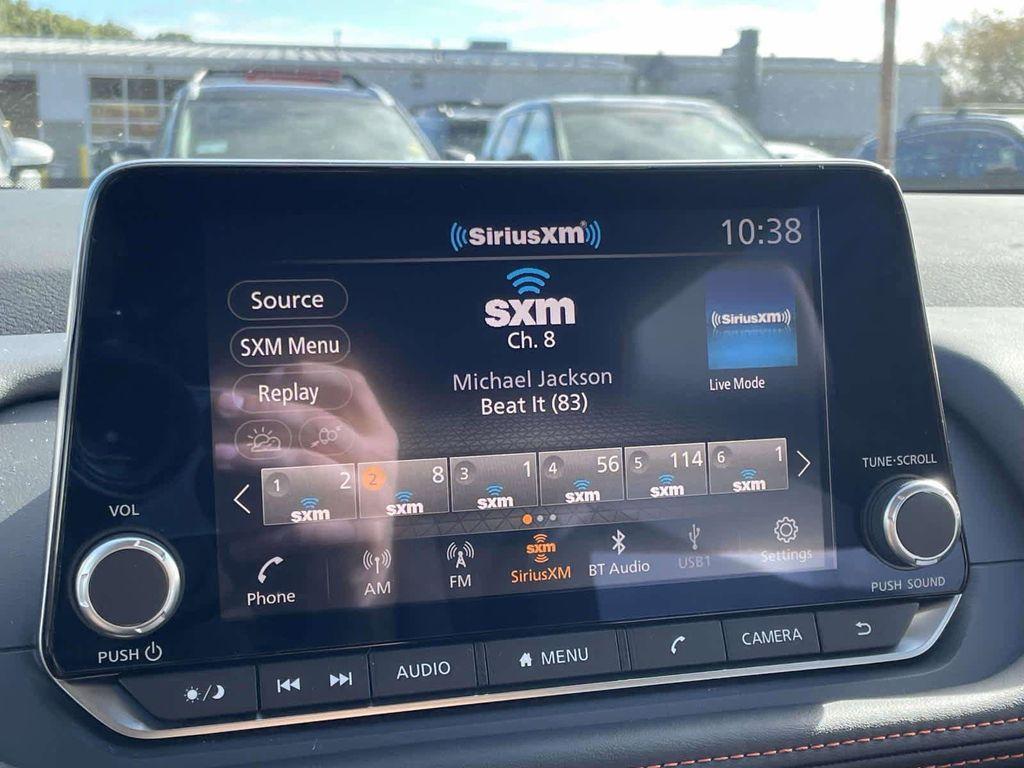 ((SiriusXM))
10:38
sxm
Ch. 8
Source
SXM Menu
Replay
Michael Jackson
Beat It (83)
((SiriusXM))
Live Mode
1 2 sxm
2 8 sxm
3 1 sxm
4 56 sxm
5 114 sxm
6 1 sxm
Phone
AM
FM
sxm
SiriusXM
BT Audio
USB1
Settings
VOL
PUSH
TUNE·SCROLL
PUSH SOUND
AUDIO
MENU
CAMERA